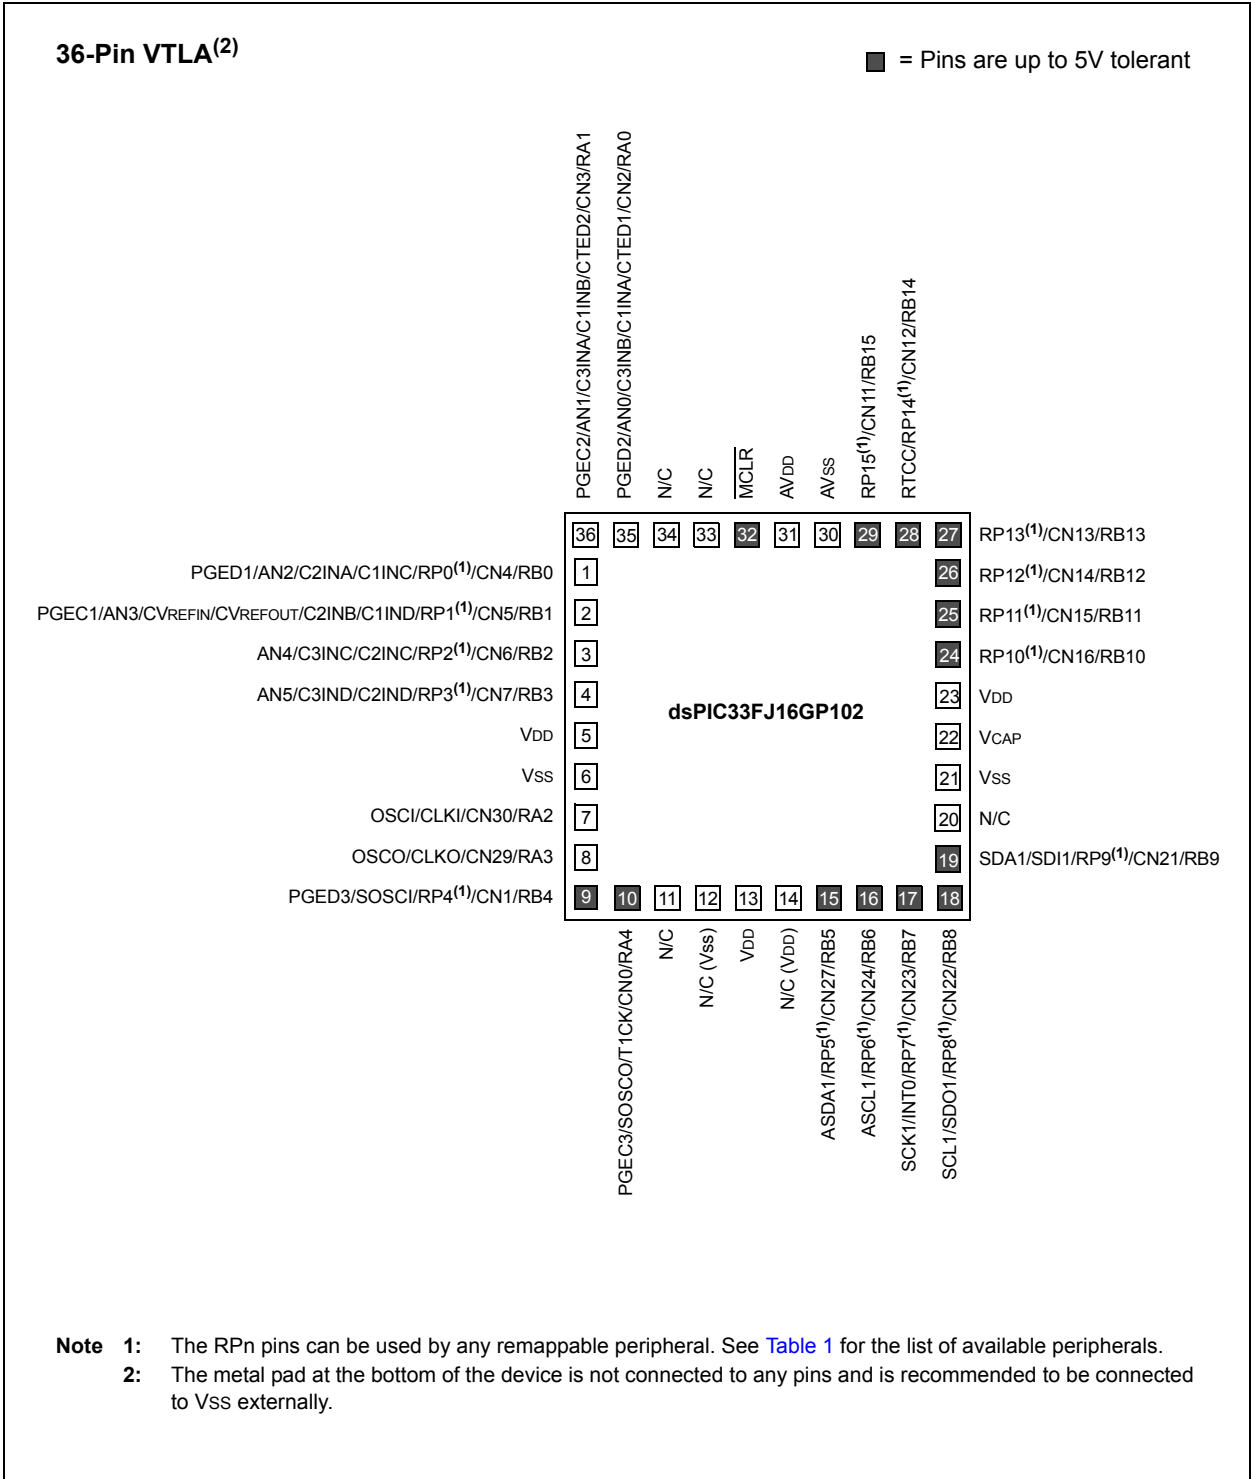 36-Pin VTLA(2)
= Pins are up to 5V tolerant
PGEC2/AN1/C3INA/C1INB/CTED2/CN3/RA1
PGED2/AN0/C3INB/C1INA/CTED1/CN2/RA0
N/C
N/C
MCLR
AVDD
AVSS
RP15(1)/CN11/RB15
RTCC/RP14(1)/CN12/RB14
36 35 34 33 32 31 30 29 28 27 RP13(1)/CN13/RB13
PGED1/AN2/C2INA/C1INC/RP0(1)/CN4/RB0 1 26 RP12(1)/CN14/RB12
PGEC1/AN3/CVREFIN/CVREFOUT/C2INB/C1IND/RP1(1)/CN5/RB1 2 25 RP11(1)/CN15/RB11
AN4/C3INC/C2INC/RP2(1)/CN6/RB2 3 24 RP10(1)/CN16/RB10
AN5/C3IND/C2IND/RP3(1)/CN7/RB3 4 23 VDD
dsPIC33FJ16GP102
VDD 5 22 VCAP
VSS 6 21 VSS
OSCI/CLKI/CN30/RA2 7 20 N/C
OSCO/CLKO/CN29/RA3 8 19 SDA1/SDI1/RP9(1)/CN21/RB9
PGED3/SOSCI/RP4(1)/CN1/RB4 9 10 11 12 13 14 15 16 17 18
PGEC3/SOSCO/T1CK/CN0/RA4
N/C
N/C (Vss)
VDD
N/C (VDD)
ASDA1/RP5(1)/CN27/RB5
ASCL1/RP6(1)/CN24/RB6
SCK1/INT0/RP7(1)/CN23/RB7
SCL1/SDO1/RP8(1)/CN22/RB8
Note 1: The RPn pins can be used by any remappable peripheral. See Table 1 for the list of available peripherals.
2: The metal pad at the bottom of the device is not connected to any pins and is recommended to be connected
to VSS externally.